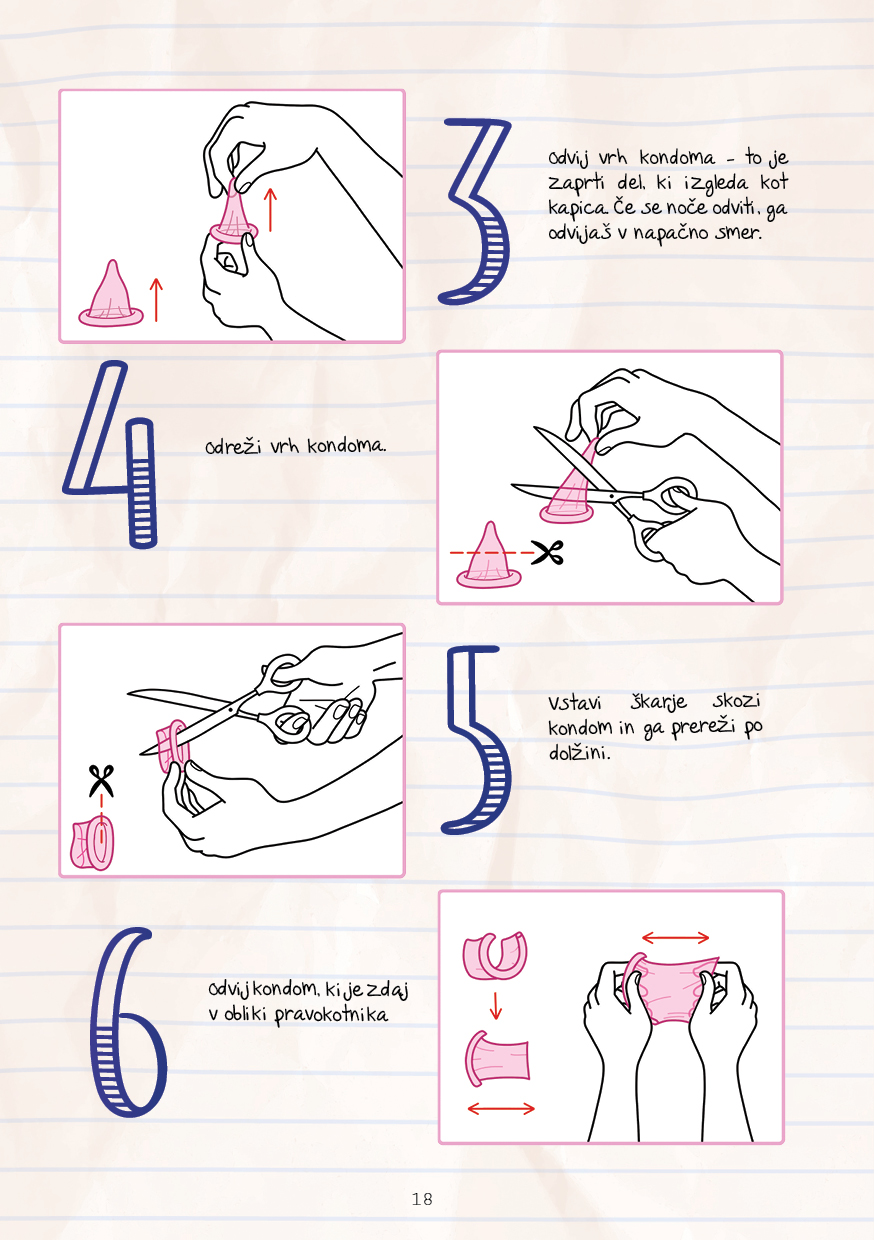 3
Odvij vrh kondoma - to je
zaprti del, ki izgleda kot
kapica. Če se noče odviti, ga
odvijaš v napačno smer.
4
Odreži vrh kondoma.
5
Vstavi škarje skozi
kondom in ga prereži po
dolžini.
6
Odvij kondom, ki je zdaj
v obliki pravokotnika
18